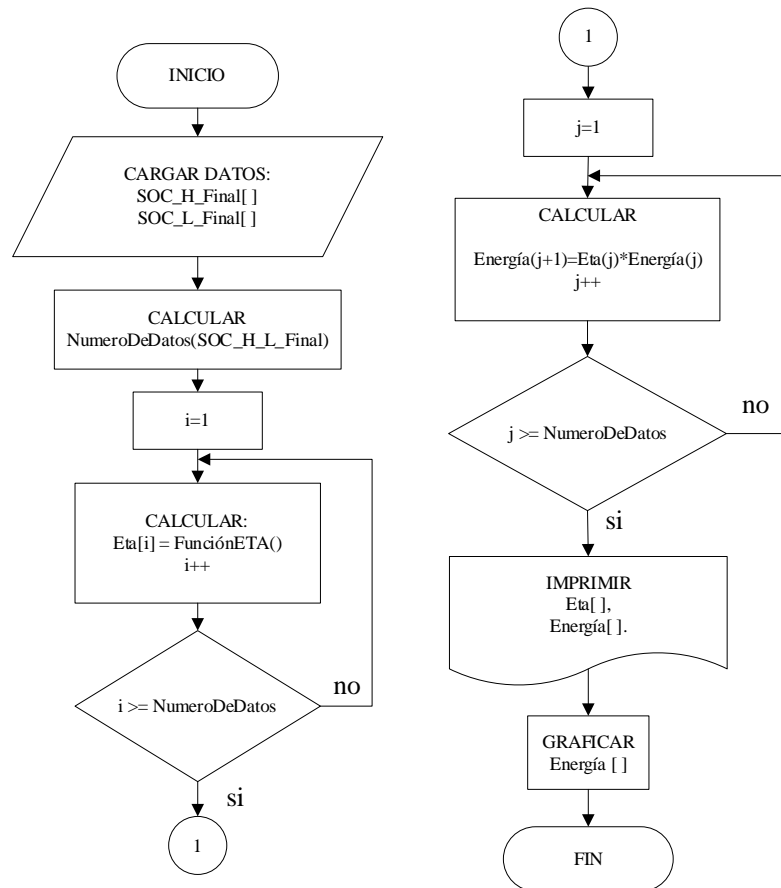 INICIO
CARGAR DATOS:
SOC_H_Final[ ]
SOC_L_Final[ ]
CALCULAR
NumeroDeDatos(SOC_H_L_Final)
i=1
CALCULAR:
Eta[i] = FunciónETA()
i++
i >= NumeroDeDatos
no
si
1
1
j=1
CALCULAR
Energía(j+1)=Eta(j)*Energía(j)
j++
j >= NumeroDeDatos
no
si
IMPRIMIR
Eta[ ],
Energía[ ].
GRAFICAR
Energía [ ]
FIN